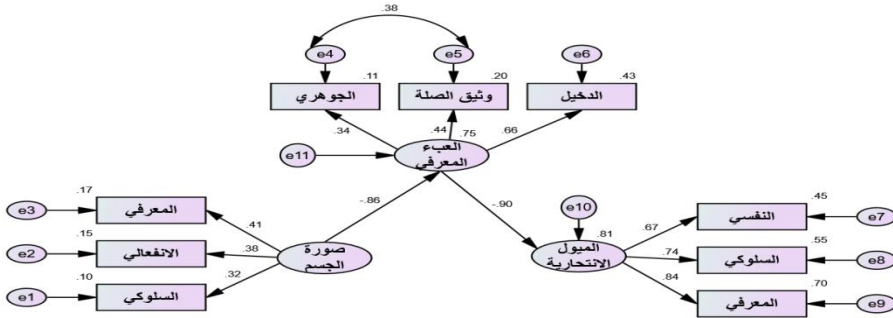 .38
e4
e5
e6
.11
.20
.43
الجوهري
وثيق الصلة
الدخيل
.34
.44
.75
.66
e11
العبء
المعرفي
-.86
-.90
e3
.17
المعرفي
.41
e2
.15
الانفعالي
.38
e1
.10
السلوكي
.32
صورة
الجسم
e10
.81
الميول
الانتحارية
.67
.74
.84
.45
النفسي
e7
.55
السلوكي
e8
.70
المعرفي
e9